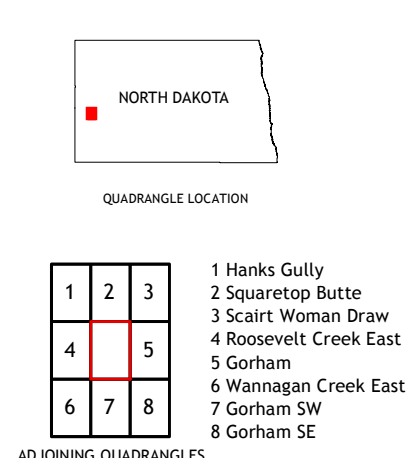 NORTH DAKOTA
QUADRANGLE LOCATION
1 2 3
4 5
6 7 8
1 Hanks Gully
2 Squaretop Butte
3 Scairt Woman Draw
4 Roosevelt Creek East
5 Gorham
6 Wannagan Creek East
7 Gorham SW
8 Gorham SE
ADJOINING QUADRANGLES